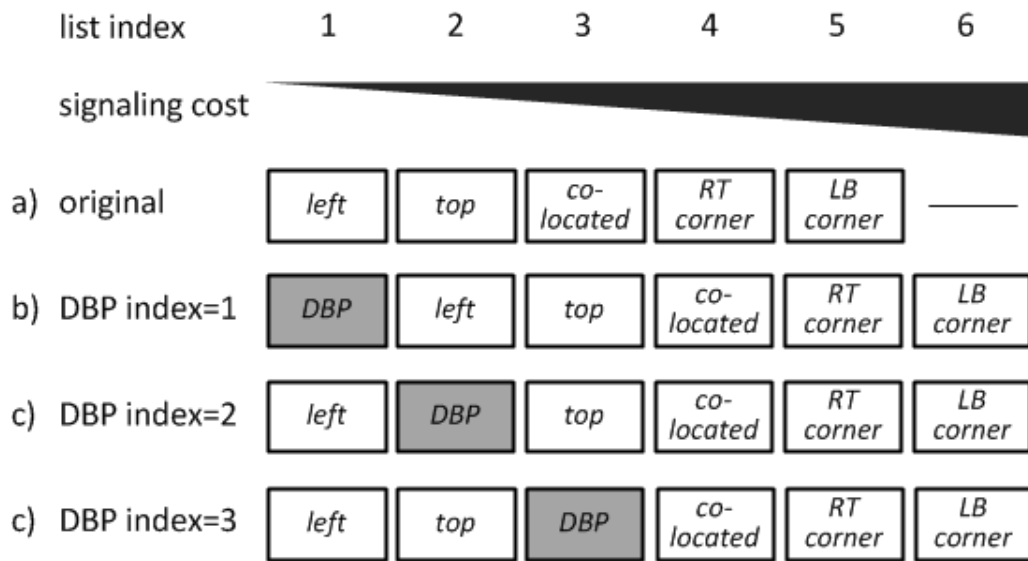 list index 1 2 3 4 5 6
signaling cost
a) original left top co-located RT corner LB corner
b) DBP index=1 DBP left top co-located RT corner LB corner
c) DBP index=2 left DBP top co-located RT corner LB corner
c) DBP index=3 left top DBP co-located RT corner LB corner